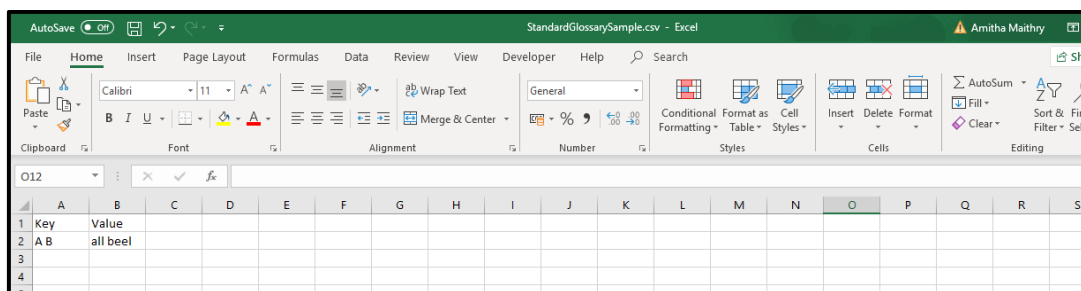 AutoSave Off StandardGlossarySample.csv - Excel Amitha Maithry
File Home Insert Page Layout Formulas Data Review View Developer Help Search
Calibri 11 A A Wrap Text General AutoSum
Paste B I U A Merge & Center % Conditional Format as Cell Insert Delete Format Fill Sort &
Formatting Table Styles Clear Filter
Clipboard Font Alignment Number Styles Cells Editing
O12 fx
A B C D E F G H I J K L M N O P Q R S
1 Key Value
2 A B all beel
3
4